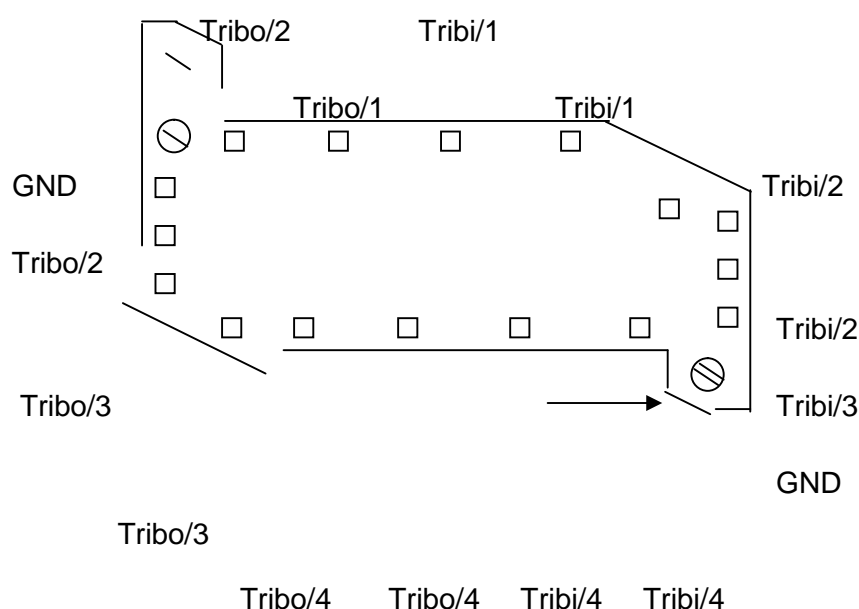 Tribo/2 Tribi/1
Tribo/1 Tribi/1
GND Tribi/2
Tribo/2
Tribi/2
Tribo/3 Tribi/3
GND
Tribo/3
Tribo/4 Tribo/4 Tribi/4 Tribi/4